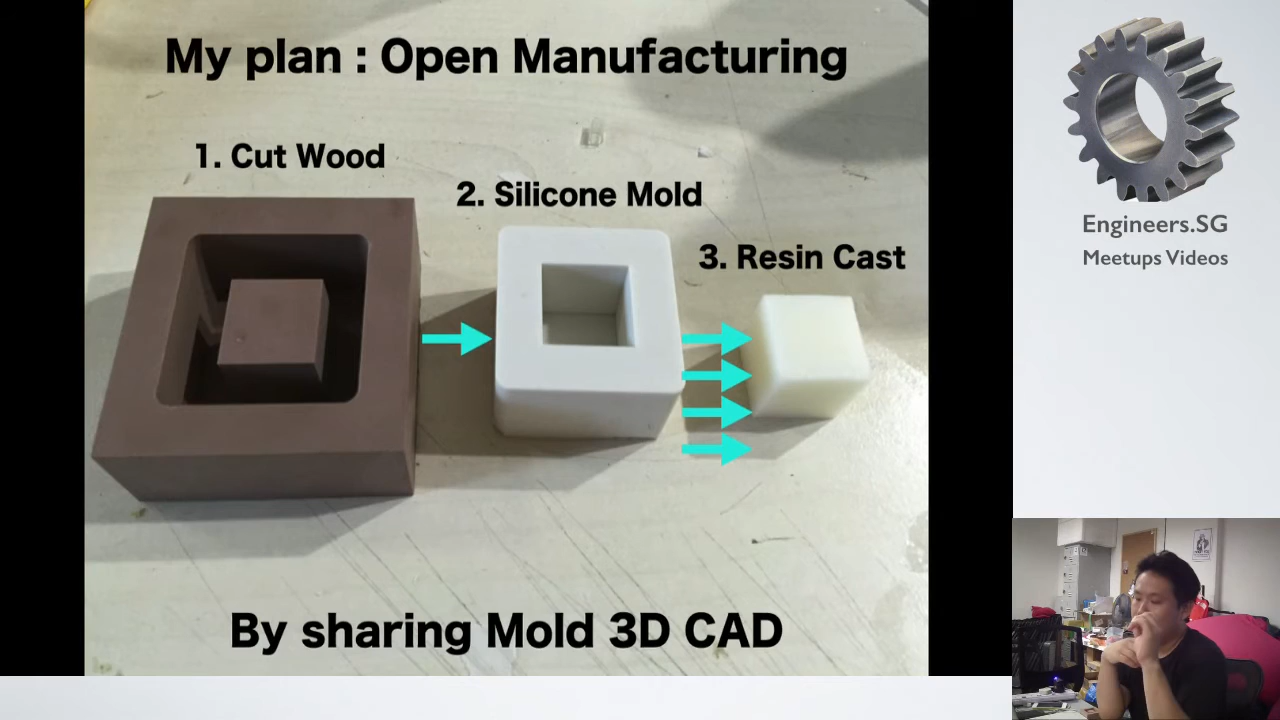 My plan : Open Manufacturing
1. Cut Wood
2. Silicone Mold
3. Resin Cast
By sharing Mold 3D CAD
Engineers.SG
Meetups Videos